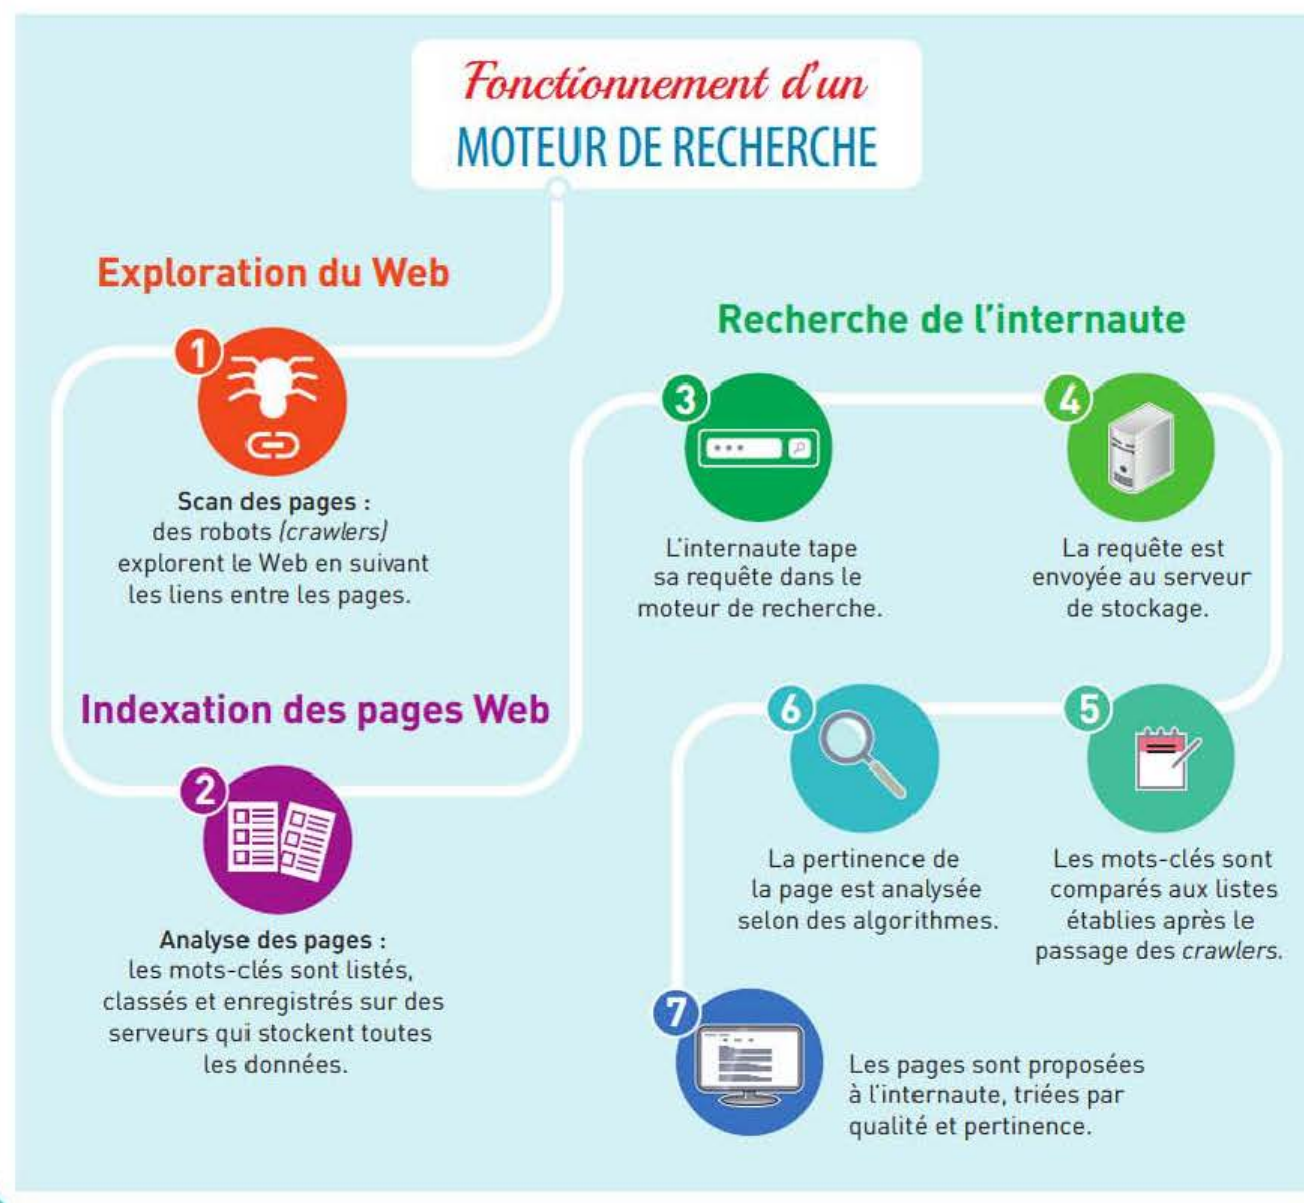 Fonctionnement d'un
MOTEUR DE RECHERCHE
Exploration du Web
1
Scan des pages :
des robots (crawlers)
explorent le Web en suivant
les liens entre les pages.
Indexation des pages Web
2
Analyse des pages :
les mots-clés sont listés,
classés et enregistrés sur des
serveurs qui stockent toutes
les données.
Recherche de l'internaute
3
L'internaute tape
sa requête dans le
moteur de recherche.
4
La requête est
envoyée au serveur
de stockage.
5
Les mots-clés sont
comparés aux listes
établies après le
passage des crawlers.
6
La pertinence de
la page est analysée
selon des algorithmes.
7
Les pages sont proposées
à l'internaute, triées par
qualité et pertinence.